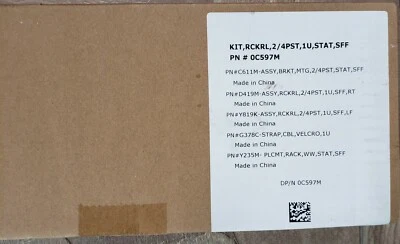 KIT,RCKRL,2/4PST,1U,STAT,SFF
PN # 0C597M
PN#C611M-ASSY,BRKT,MTG,2/4PST,STAT,SFF
Made in China
PN#D419M-ASSY,RCKRL,2/4PST,1U,SFF,RT
Made in China
PN#Y819K-ASSY,RCKRL,2/4PST,1U,SFF,LF
Made in China
PN#G378C-STRAP,CBL,VELCRO,1U
Made in China
PN#Y235M- PLCMT,RACK,WW,STAT,SFF
DP/N 0C597M